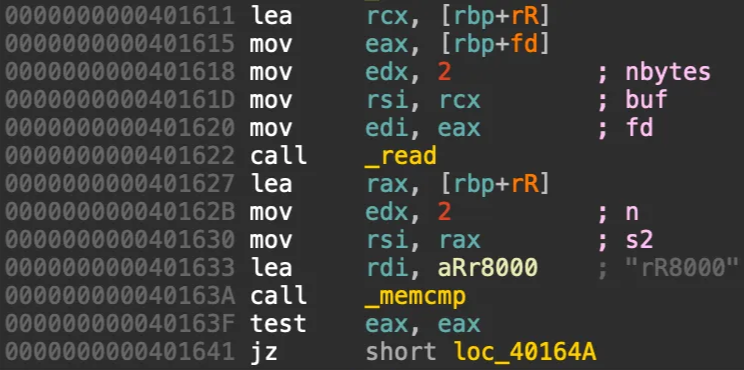 0000000000401611 lea rcx, [rbp+rR]
0000000000401615 mov eax, [rbp+fd]
0000000000401618 mov edx, 2 ; nbytes
000000000040161D mov rsi, rcx ; buf
0000000000401620 mov edi, eax ; fd
0000000000401622 call _read
0000000000401627 lea rax, [rbp+rR]
000000000040162B mov edx, 2 ; n
0000000000401630 mov rsi, rax ; s2
0000000000401633 lea rdi, aRr8000 ; "rR8000"
000000000040163A call _memcmp
000000000040163F test eax, eax
0000000000401641 jz short loc_40164A